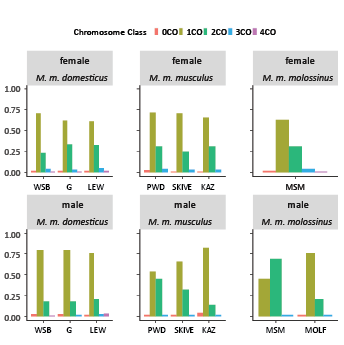 Chromosome Class 0CO 1CO 2CO 3CO 4CO
female female female
M. m. domesticus M. m. musculus M. m. molossinus
1.00
0.75
0.50
0.25
0.00
WSB G LEW PWD SKIVE KAZ MSM
male male male
M. m. domesticus M. m. musculus M. m. molossinus
1.00
0.75
0.50
0.25
0.00
WSB G LEW PWD SKIVE KAZ MSM MOLF